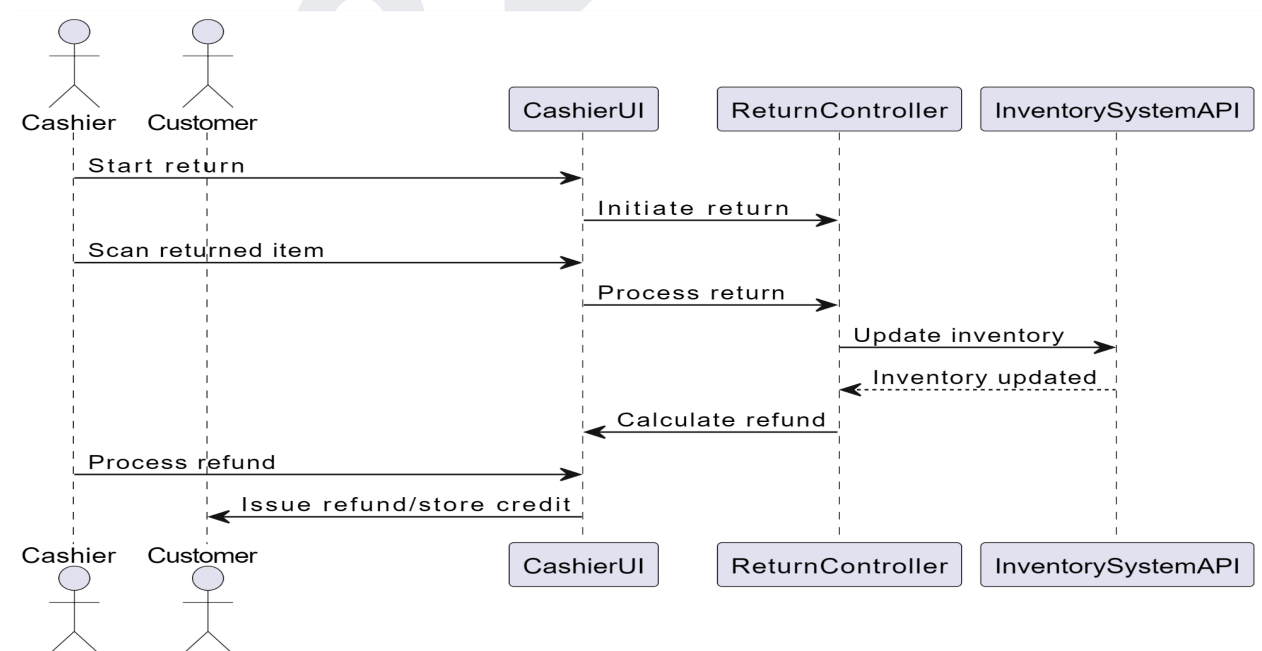 Cashier Customer CashierUI ReturnController InventorySystemAPI
Start return
Initiate return
Scan returned item
Process return
Update inventory
Inventory updated
Calculate refund
Process refund
Issue refund/store credit
Cashier Customer CashierUI ReturnController InventorySystemAPI